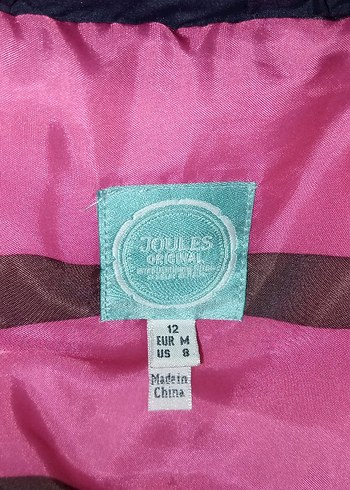 JOULES
ORIGINAL
12
EUR M
US 8
Made in
China